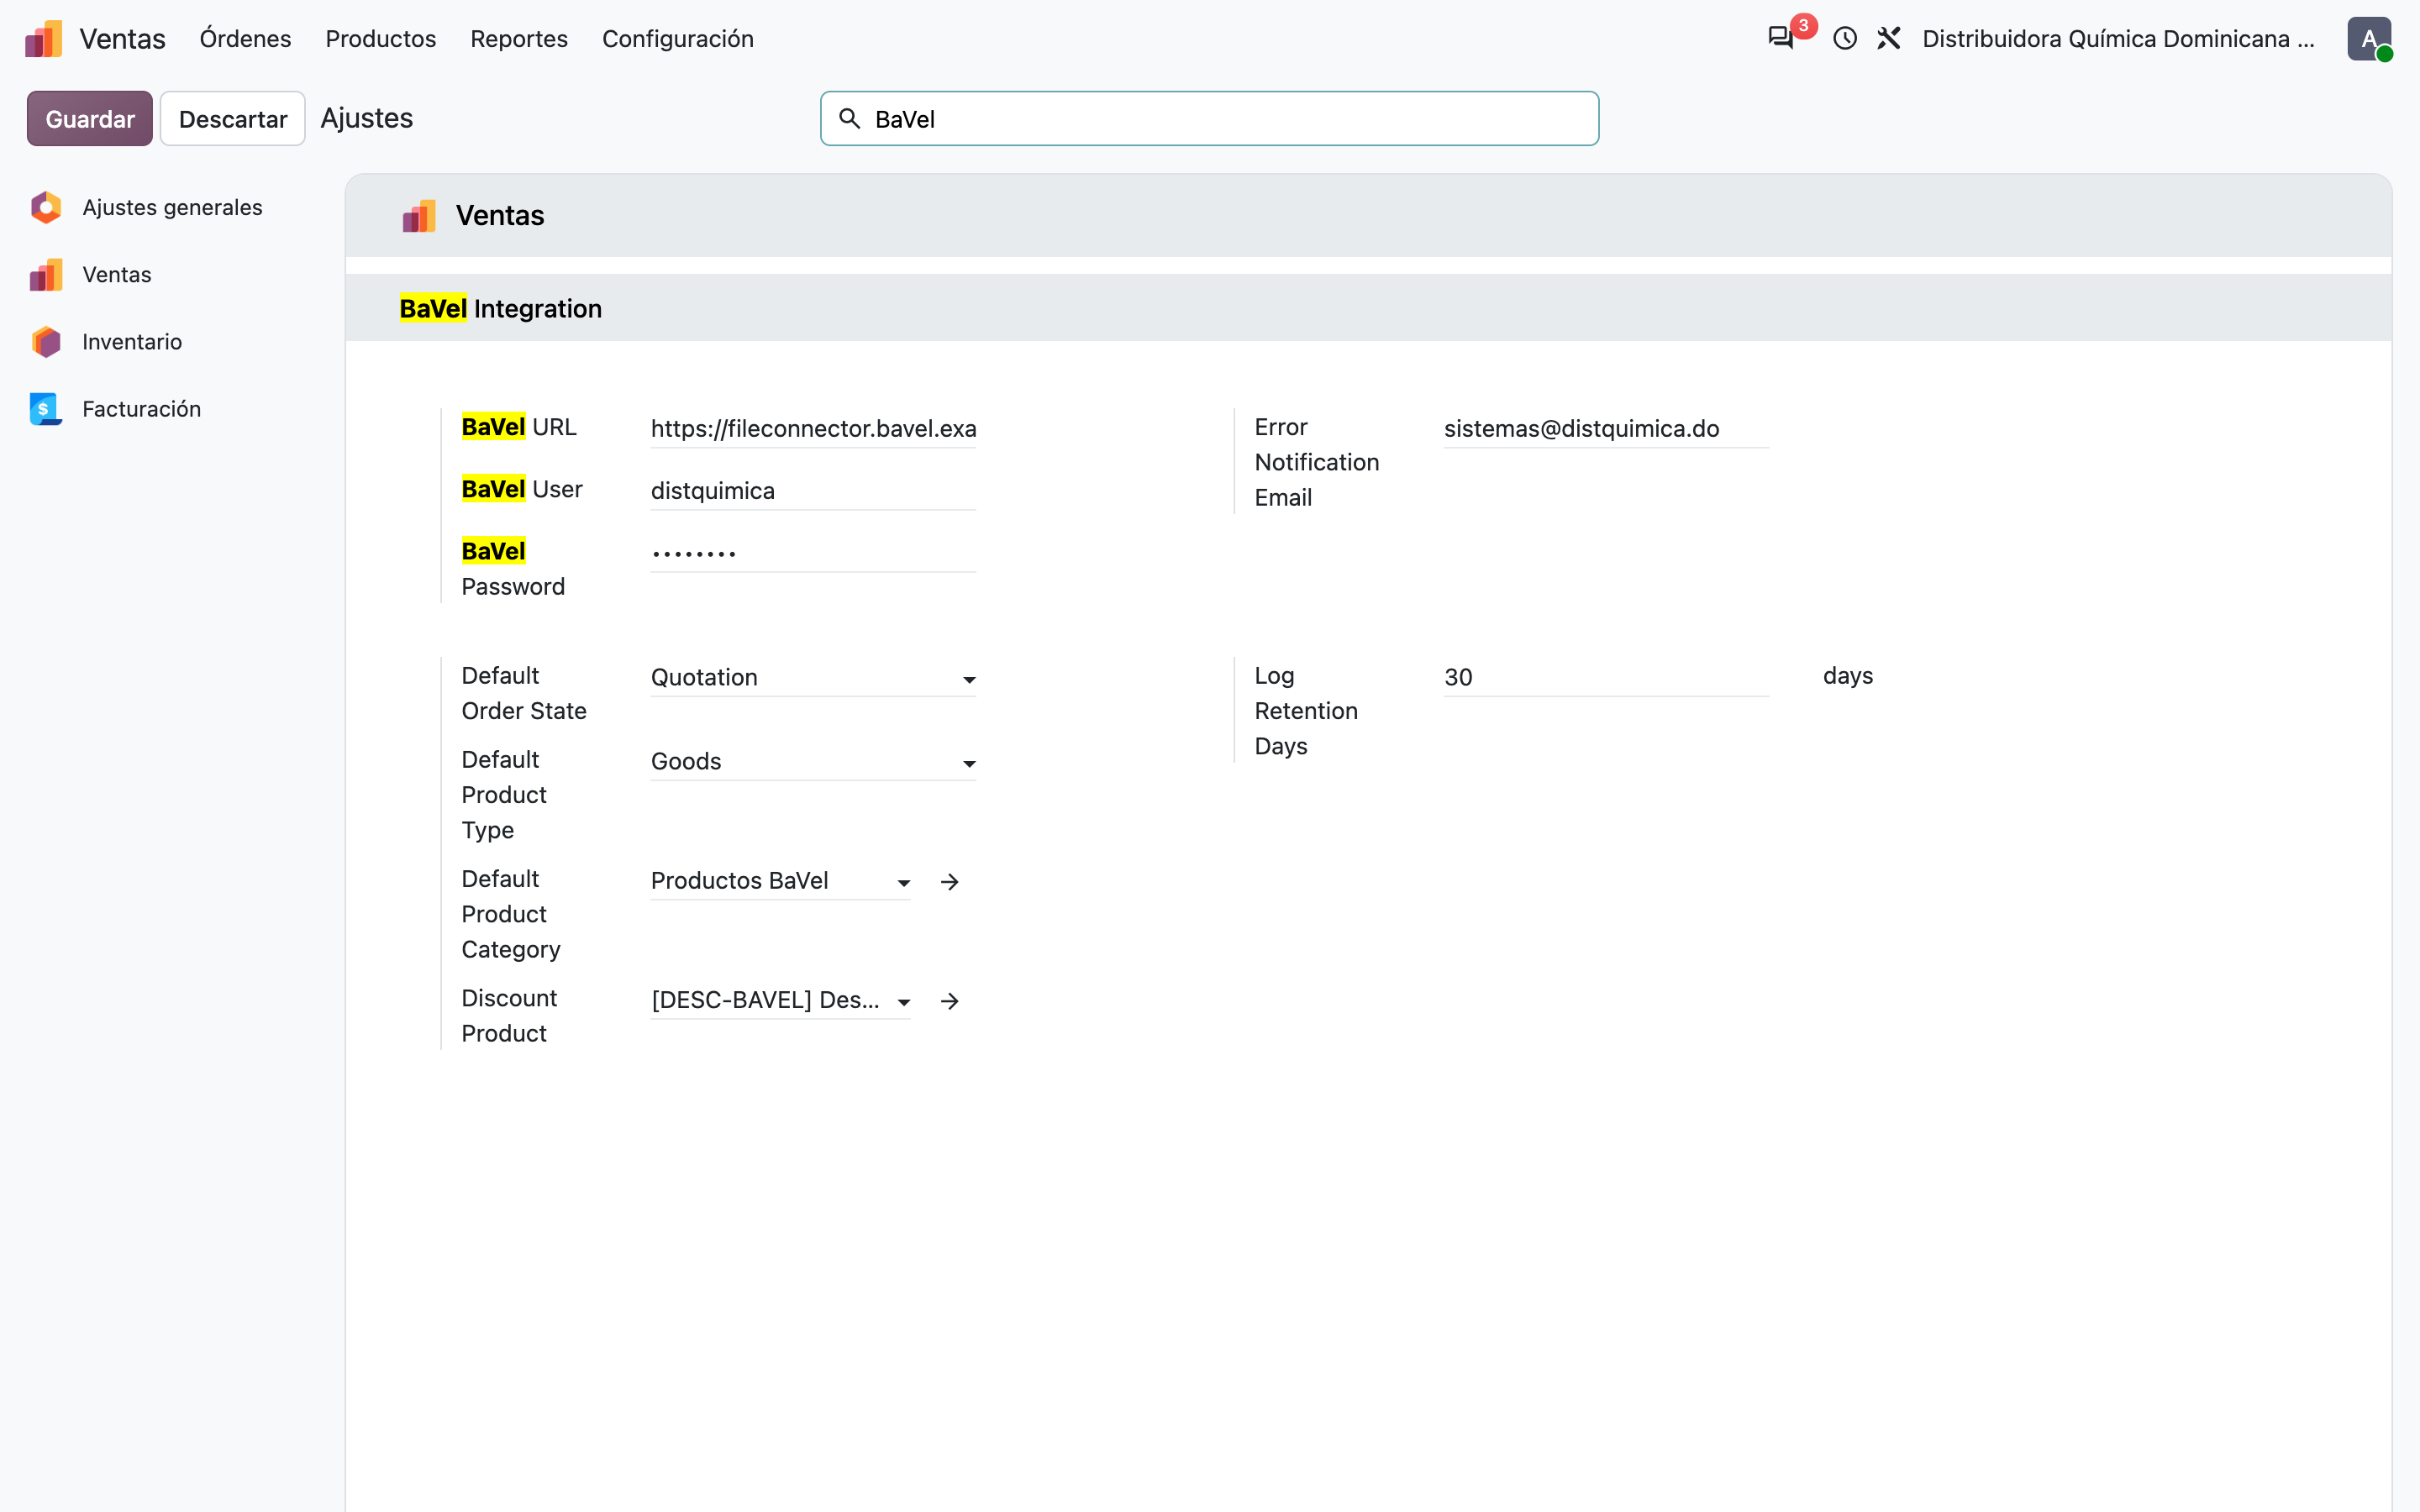 Ventas Órdenes Productos Reportes Configuración 3 Distribuidora Química Dominicana ... A
Guardar Descartar Ajustes BaVel
Ajustes generales
Ventas
Inventario
Facturación
Ventas
BaVel Integration
BaVel URL https://fileconnector.bavel.exa
BaVel User distquimica
BaVel
Password ••••••••
Error
Notification
Email
sistemas@distquimica.do
Default
Order State
Quotation
Default
Product
Type
Goods
Default
Product
Category
Productos BaVel
Discount
Product
[DESC-BAVEL] Des...
Log
Retention
Days
30 days